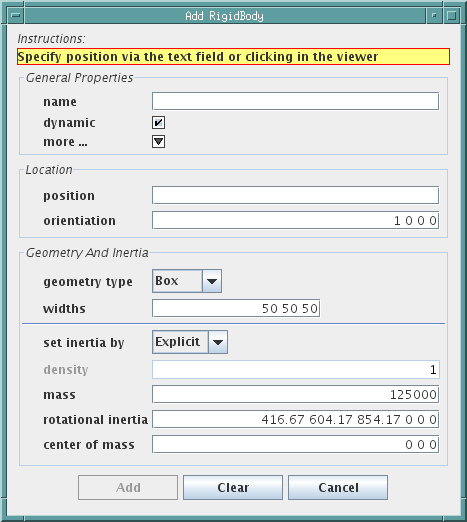 Add RigidBody
Instructions:
Specify position via the text field or clicking in the viewer
General Properties
name
dynamic
more ...
Location
position
orientiation 1 0 0 0
Geometry And Inertia
geometry type Box
widths 50 50 50
set inertia by Explicit
density 1
mass 125000
rotational inertia 416.67 604.17 854.17 0 0 0
center of mass 0 0 0
Add Clear Cancel